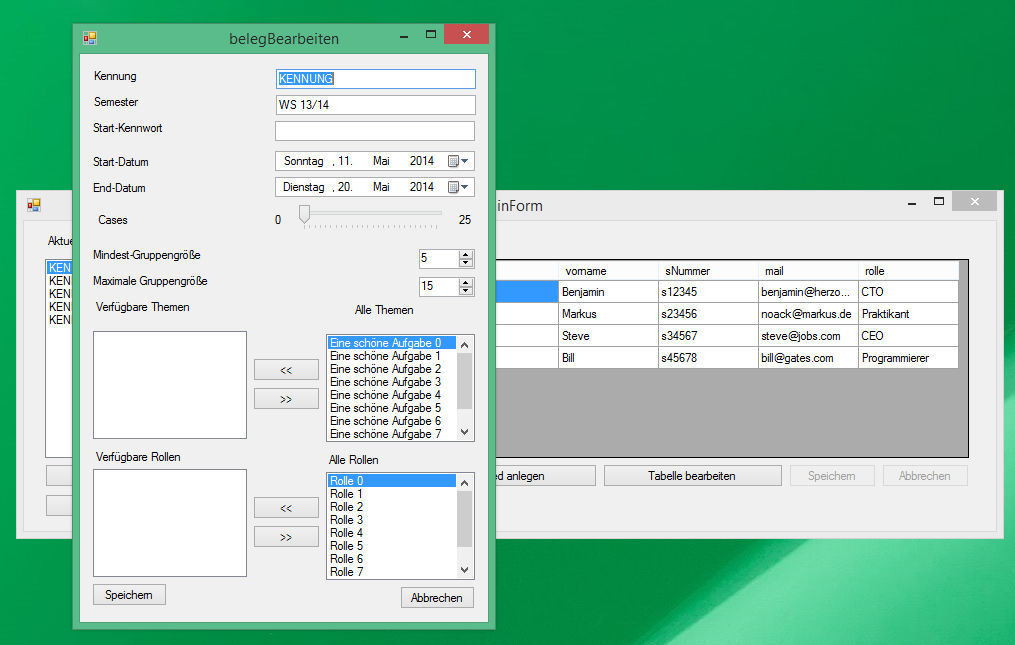 belegBearbeiten
Kennung
KENNUNG
Semester
WS 13/14
Start-Kennwort
Start-Datum
Sonntag , 11. Mai 2014
End-Datum
Dienstag , 20. Mai 2014
Cases
0
25
Mindest-Gruppengröße
5
Maximale Gruppengröße
15
Verfügbare Themen
Alle Themen
Eine schöne Aufgabe 0
Eine schöne Aufgabe 1
Eine schöne Aufgabe 2
Eine schöne Aufgabe 3
Eine schöne Aufgabe 4
Eine schöne Aufgabe 5
Eine schöne Aufgabe 6
Eine schöne Aufgabe 7
<<
>>
Verfügbare Rollen
Alle Rollen
Rolle 0
Rolle 1
Rolle 2
Rolle 3
Rolle 4
Rolle 5
Rolle 6
Rolle 7
<<
>>
Speichern
Abbrechen
inForm
Aktue
KEN
KEN
KEN
KEN
KEN
vorname sNummer mail rolle
Benjamin s12345 benjamin@herzo... CTO
Markus s23456 noack@markus.de Praktikant
Steve s34567 steve@jobs.com CEO
Bill s45678 bill@gates.com Programmierer
ed anlegen
Tabelle bearbeiten
Speichern
Abbrechen